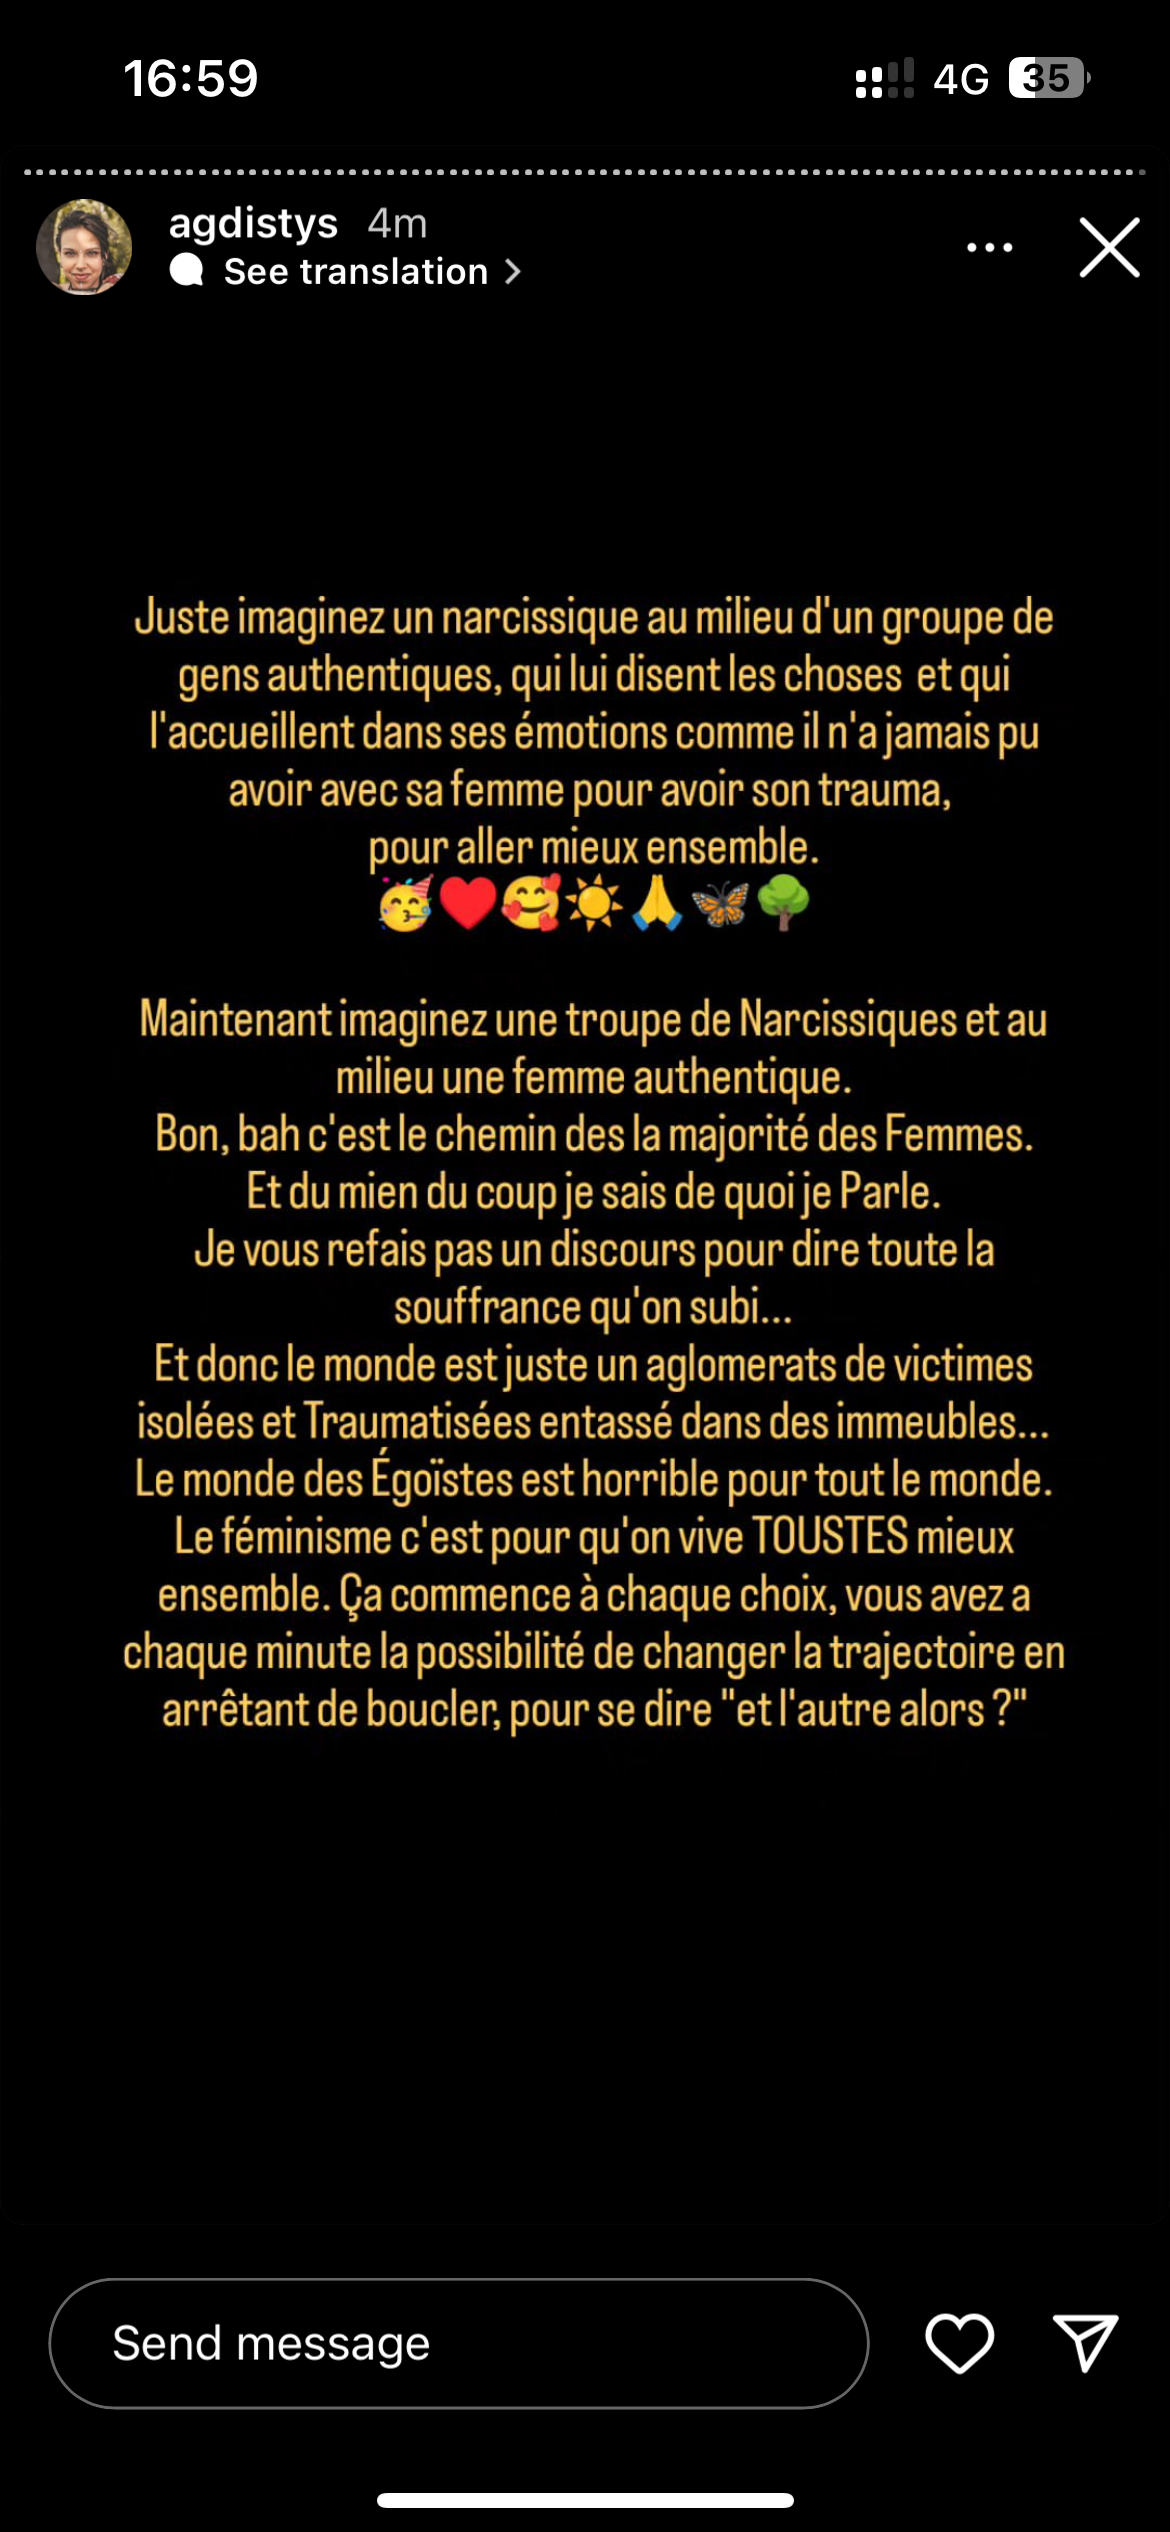 16:59
4G 35
agdistys 4m
See translation
Juste imaginez un narcissique au milieu d'un groupe de
gens authentiques, qui lui disent les choses et qui
l'accueillent dans ses émotions comme il n'a jamais pu
avoir avec sa femme pour avoir son trauma,
pour aller mieux ensemble.
🥳♥️🥰☀️🙏🦋🌳
Maintenant imaginez une troupe de Narcissiques et au
milieu une femme authentique.
Bon, bah c'est le chemin des la majorité des Femmes.
Et du mien du coup je sais de quoi je Parle.
Je vous refais pas un discours pour dire toute la
souffrance qu'on subi...
Et donc le monde est juste un aglomerats de victimes
isolées et Traumatisées entassé dans des immeubles...
Le monde des Égoïstes est horrible pour tout le monde.
Le féminisme c'est pour qu'on vive TOUSTES mieux
ensemble. Ça commence à chaque choix, vous avez a
chaque minute la possibilité de changer la trajectoire en
arrêtant de boucler, pour se dire "et l'autre alors ?"
Send message